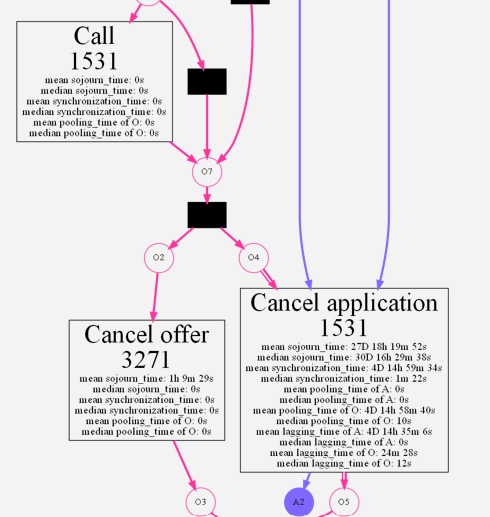 Call
1531
mean sojourn_time: 0s
median sojourn_time: 0s
mean synchronization_time: 0s
median synchronization_time: 0s
mean pooling_time of O: 0s
median pooling_time of O: 0s
O7
O2
O4
Cancel application
1531
mean sojourn_time: 27D 18h 19m 52s
median sojourn_time: 30D 16h 29m 38s
mean synchronization_time: 4D 14h 59m 34s
median synchronization_time: 1m 22s
mean pooling_time of A: 0s
median pooling_time of A: 0s
mean pooling_time of O: 4D 14h 58m 40s
median pooling_time of O: 10s
mean lagging_time of A: 4D 14h 35m 6s
median lagging_time of A: 0s
mean lagging_time of O: 24m 28s
median lagging_time of O: 12s
Cancel offer
3271
mean sojourn_time: 1h 9m 29s
median sojourn_time: 0s
mean synchronization_time: 0s
median synchronization_time: 0s
mean pooling_time of O: 0s
median pooling_time of O: 0s
O3
A2
O5